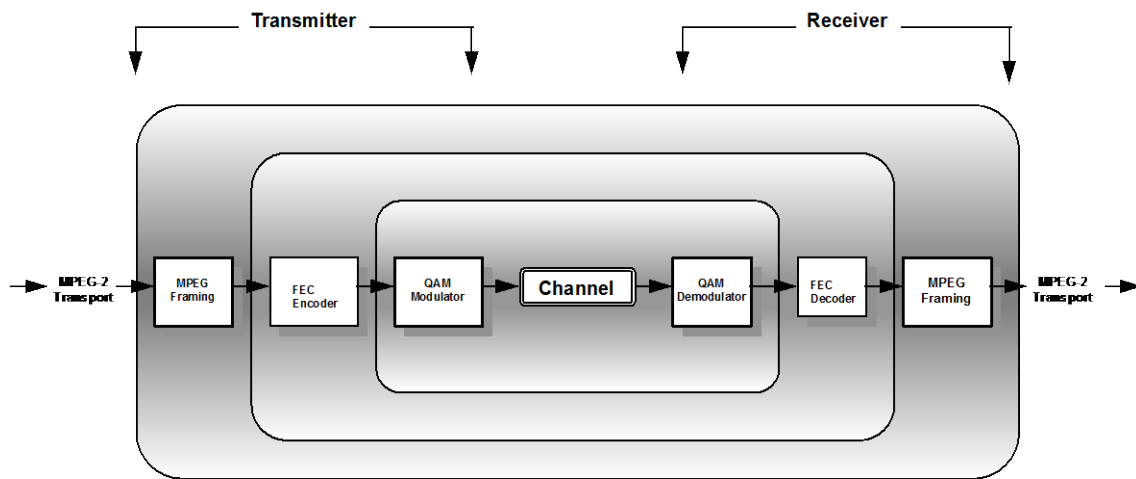 Transmitter
Receiver
MPEG-2
Transport
MPEG
Framing
FEC
Encoder
QAM
Modulator
Channel
QAM
Demodulator
FEC
Decoder
MPEG
Framing
MPEG-2
Transport